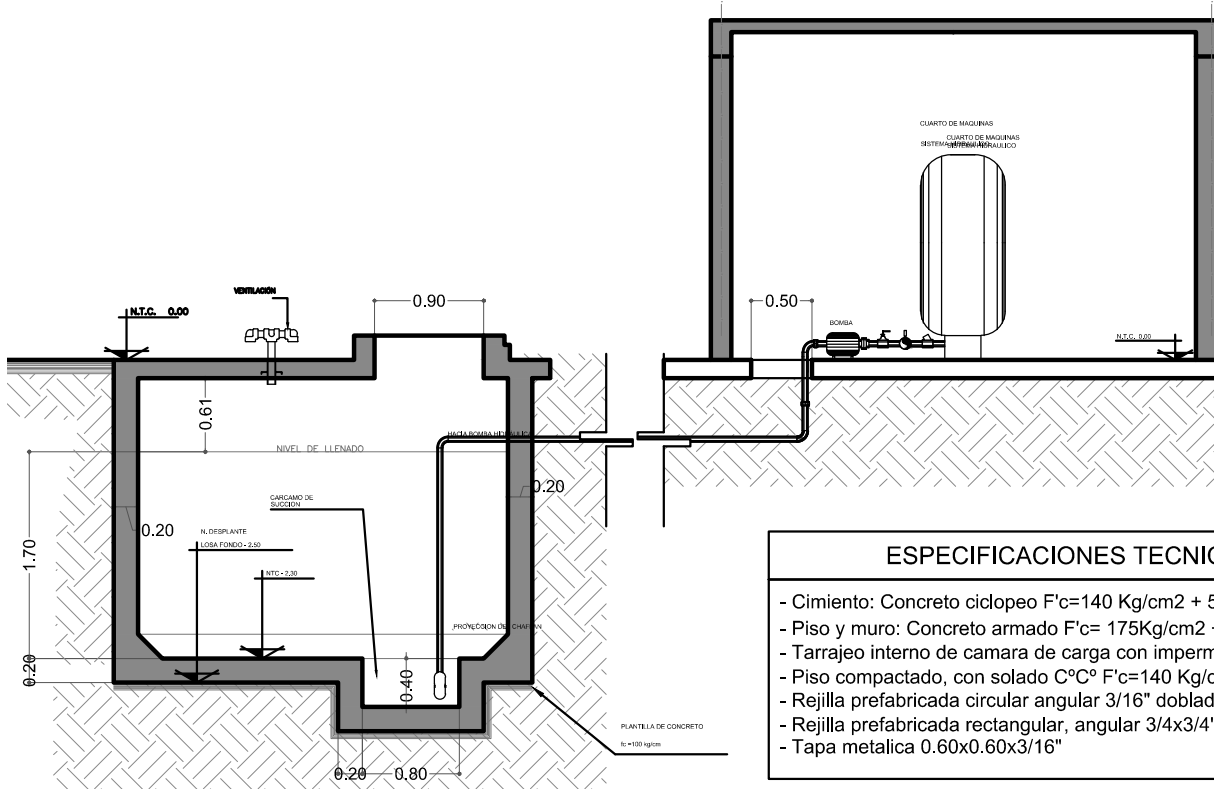 CUARTO DE MAQUINAS
CUARTO DE MAQUINAS
SISTEMA HIDRAULICO
SISTEMA HIDRAULICO
VENTILACIÓN
N.T.C. 0.00
0.90
0.50
BOMBA
N.T.C. 0.00
0.61
HACIA BOMBA HIDRAULICA
NIVEL DE LLENADO
0.20
CARCAMO DE
SUCCION
0.20
N. DESPLANTE
LOSA FONDO - 2.50
1.70
NTC - 2.30
PROYECCION DEL CHAFLAN
0.20
0.40
PLANTILLA DE CONCRETO
fc =100 kg/cm
0.20
0.80
ESPECIFICACIONES TECNIC
- Cimiento: Concreto ciclopeo F'c=140 Kg/cm2 + 5
- Piso y muro: Concreto armado F'c= 175Kg/cm2
- Tarrajeo interno de camara de carga con imperm
- Piso compactado, con solado CºCº F'c=140 Kg/c
- Rejilla prefabricada circular angular 3/16" doblad
- Rejilla prefabricada rectangular, angular 3/4x3/4"
- Tapa metalica 0.60x0.60x3/16"